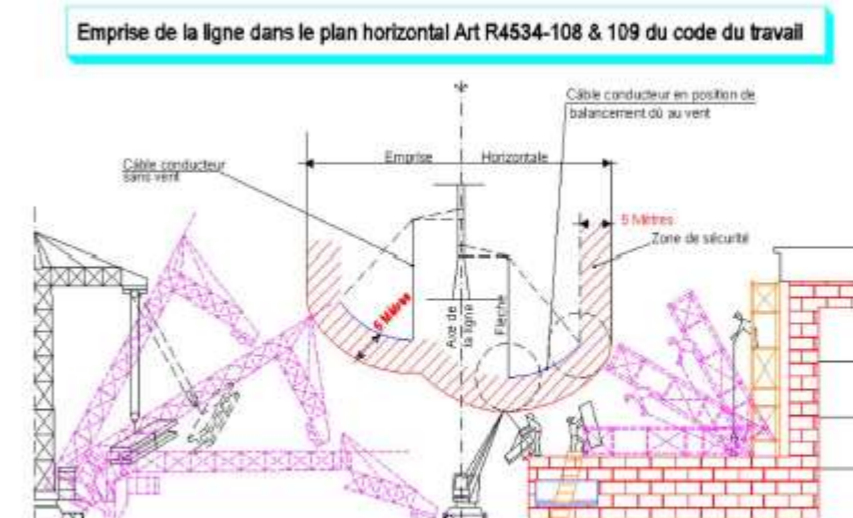 Emprise de la ligne dans le plan horizontal Art R4534-108 & 109 du code du travail
Câble conducteur en position de
balancement dû au vent
Emprise Horizontale
Câble conducteur
sans vent
5 Mètres
Zone de sécurité
5 Mètres
Axe de
la ligne
Flèche